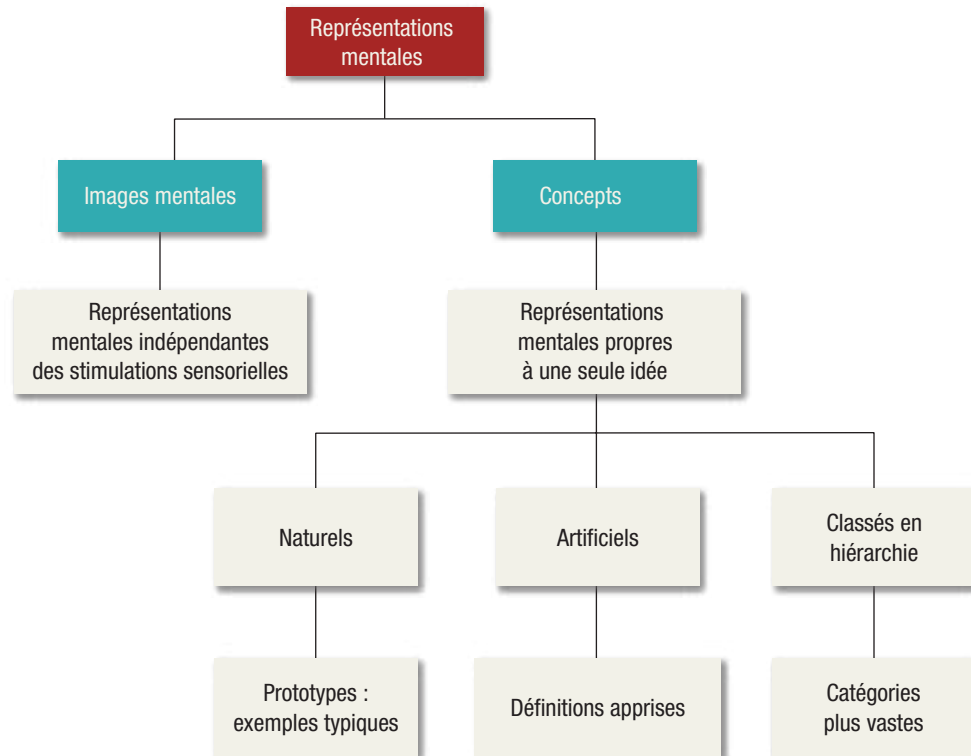 Représentations
mentales
Images mentales
Concepts
Représentations
mentales indépendantes
des stimulations sensorielles
Représentations
mentales propres
à une seule idée
Naturels
Artificiels
Classés en
hiérarchie
Prototypes :
exemples typiques
Définitions apprises
Catégories
plus vastes